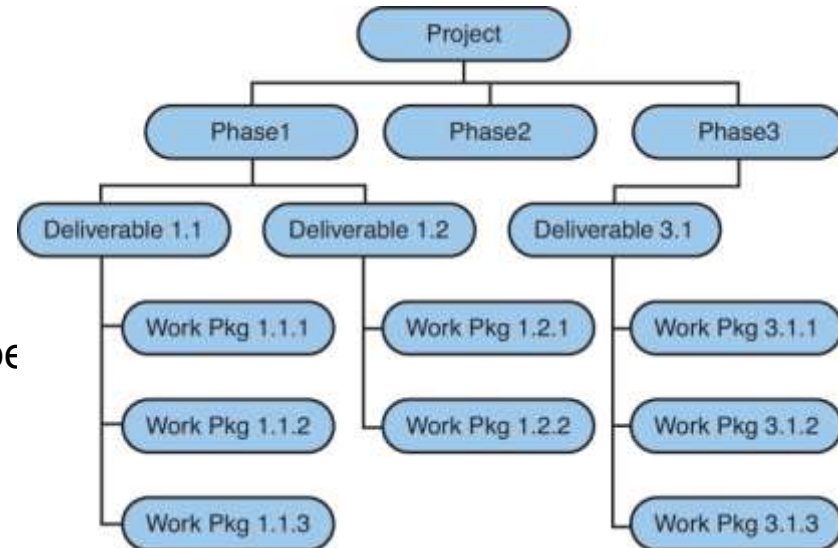 Project
Phase1 Phase2 Phase3
Deliverable 1.1 Deliverable 1.2 Deliverable 3.1
Work Pkg 1.1.1 Work Pkg 1.2.1 Work Pkg 3.1.1
Work Pkg 1.1.2 Work Pkg 1.2.2 Work Pkg 3.1.2
Work Pkg 1.1.3 Work Pkg 3.1.3